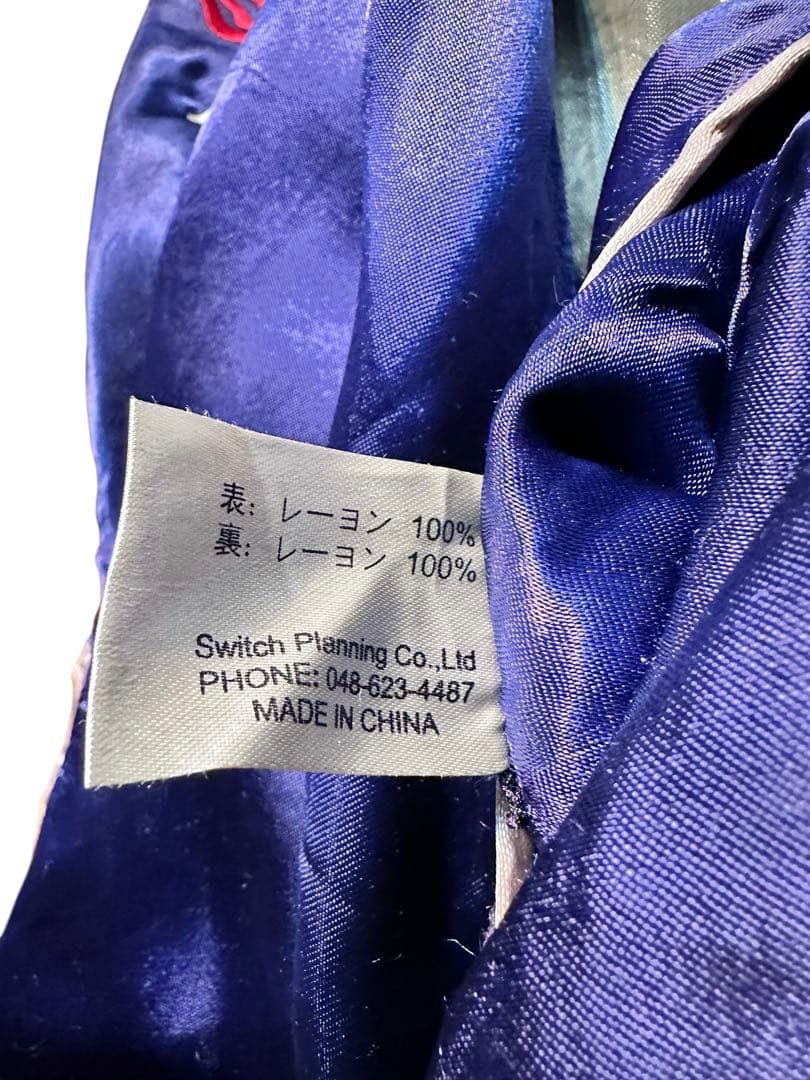 表: レーヨン 100%
裏: レーヨン 100%
Switch Planning Co.,Ltd
PHONE: 048-623-4487
MADE IN CHINA